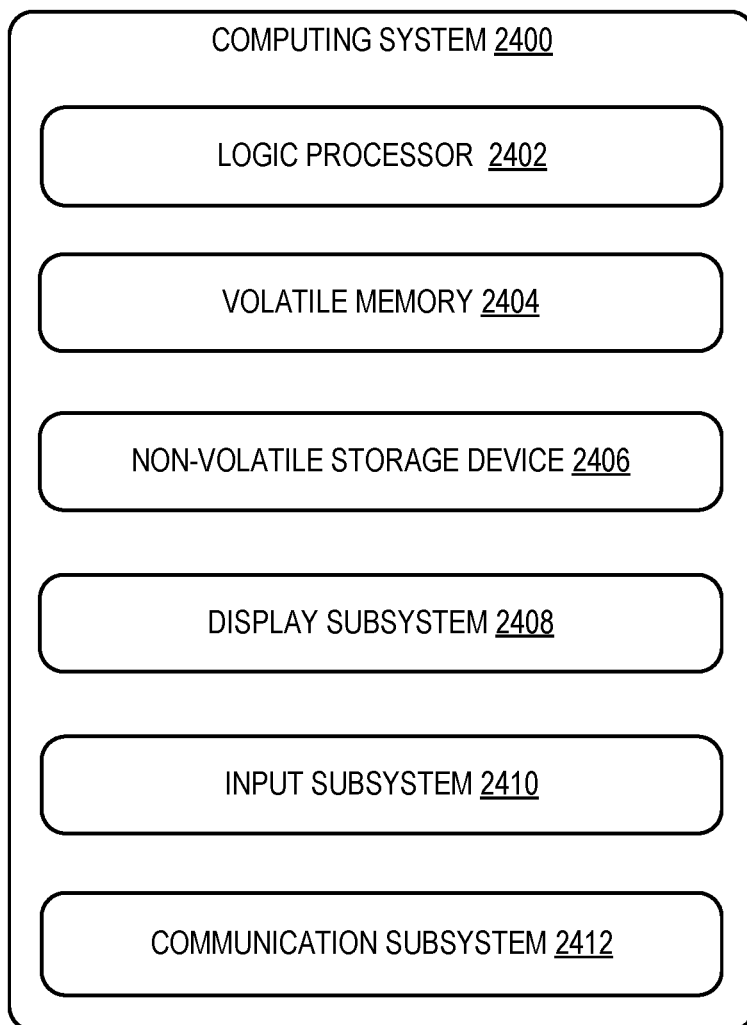 COMPUTING SYSTEM 2400
LOGIC PROCESSOR 2402
VOLATILE MEMORY 2404
NON-VOLATILE STORAGE DEVICE 2406
DISPLAY SUBSYSTEM 2408
INPUT SUBSYSTEM 2410
COMMUNICATION SUBSYSTEM 2412